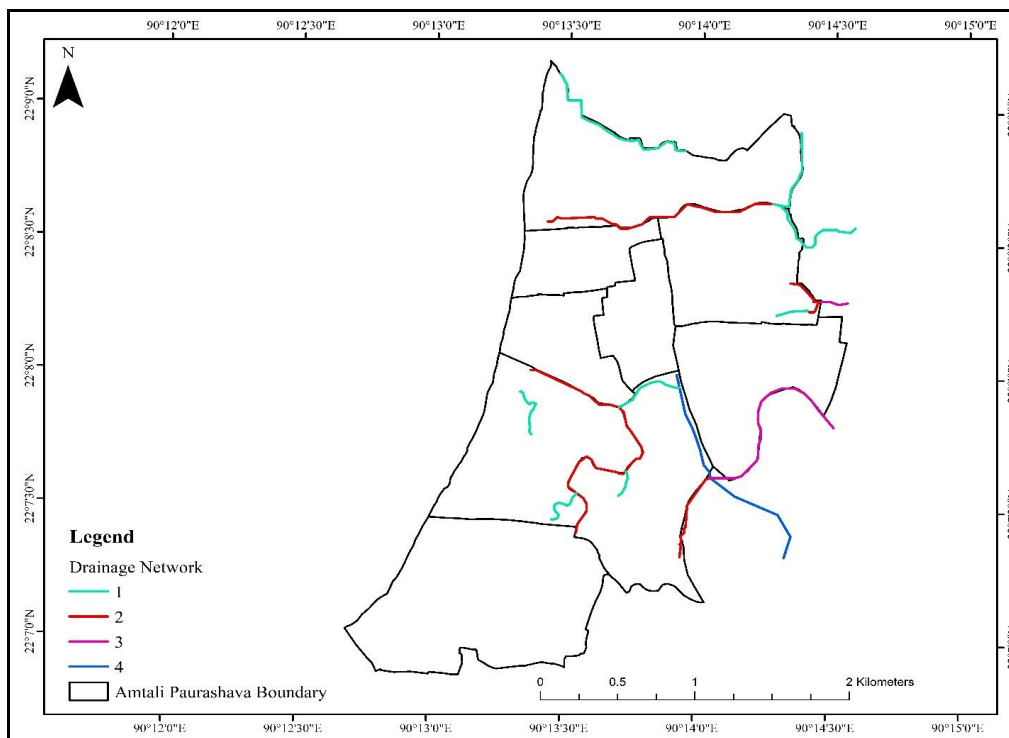 90°12'0"E 90°12'30"E 90°13'0"E 90°13'30"E 90°14'0"E 90°14'30"E 90°15'0"E
N
22°9'0"N
22°8'30"N
22°8'0"N
22°7'30"N
22°7'0"N
Legend
Drainage Network
1
2
3
4
Amtali Paurashava Boundary
0 0.5 1 2 Kilometers
90°12'0"E 90°12'30"E 90°13'0"E 90°13'30"E 90°14'0"E 90°14'30"E 90°15'0"E